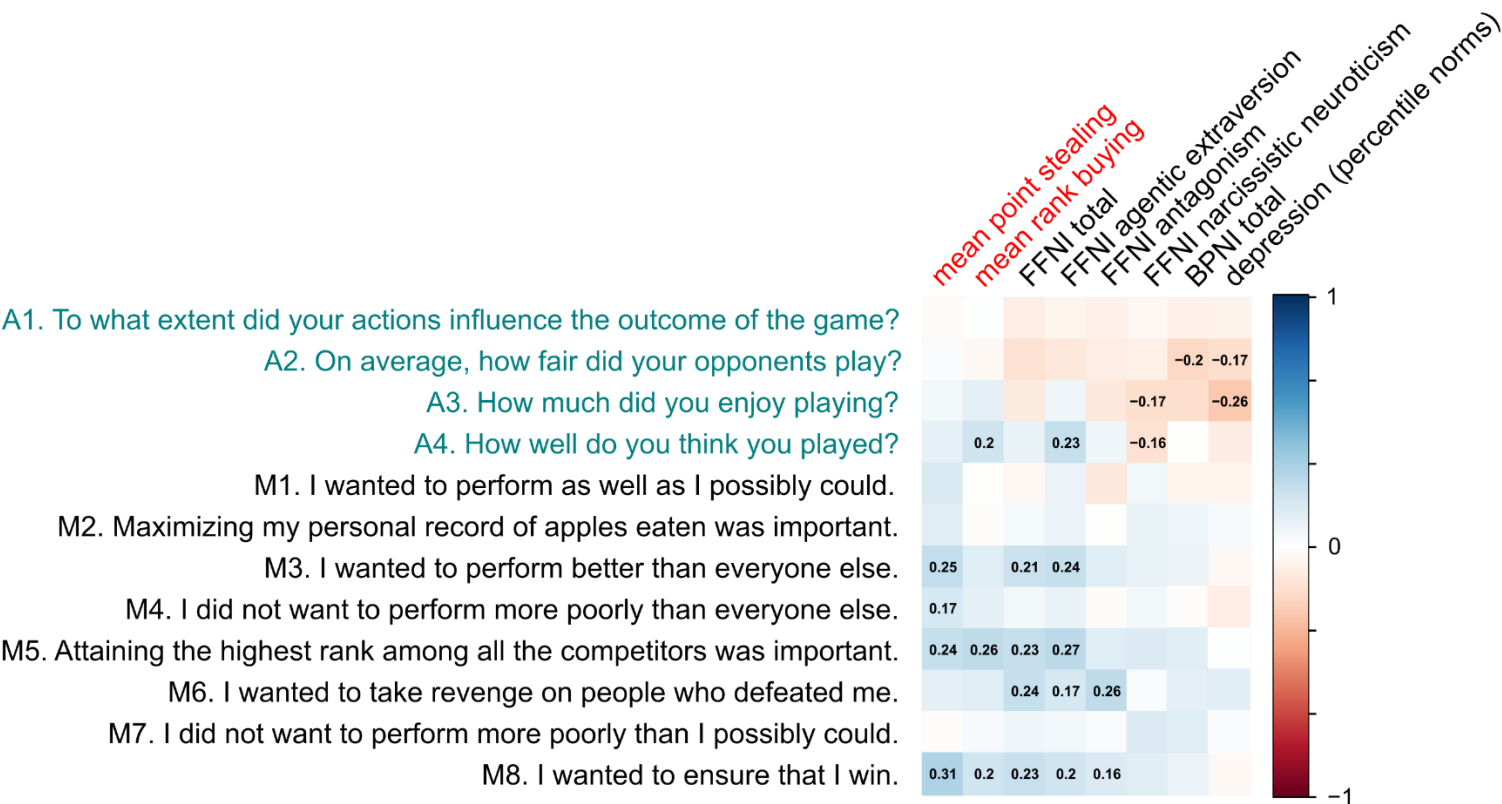 mean point stealing
mean rank buying
FFNI total
FFNI agentic extraversion
FFNI antagonism
FFNI narcissistic neuroticism
BPNI total
depression (percentile norms)
A1. To what extent did your actions influence the outcome of the game?
A2. On average, how fair did your opponents play? −0.2 −0.17
A3. How much did you enjoy playing? −0.17 −0.26
A4. How well do you think you played? 0.2 0.23 −0.16
M1. I wanted to perform as well as I possibly could.
M2. Maximizing my personal record of apples eaten was important.
M3. I wanted to perform better than everyone else. 0.25 0.21 0.24
M4. I did not want to perform more poorly than everyone else. 0.17
M5. Attaining the highest rank among all the competitors was important. 0.24 0.26 0.23 0.27
M6. I wanted to take revenge on people who defeated me. 0.24 0.17 0.26
M7. I did not want to perform more poorly than I possibly could.
M8. I wanted to ensure that I win. 0.31 0.2 0.23 0.2 0.16
1
0
−1